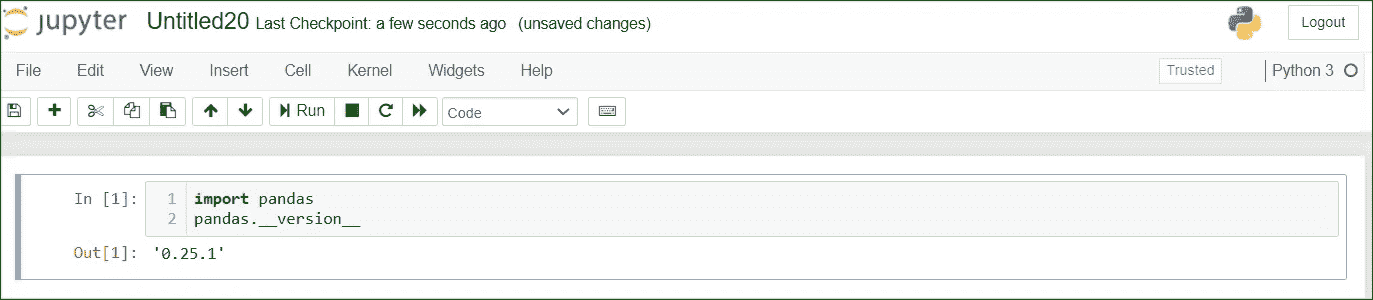 jupyter Untitled20 Last Checkpoint: a few seconds ago (unsaved changes) Logout
File Edit View Insert Cell Kernel Widgets Help Trusted Python 3
Run Code
In [1]: 1 import pandas
2 pandas.__version__
Out[1]: '0.25.1'